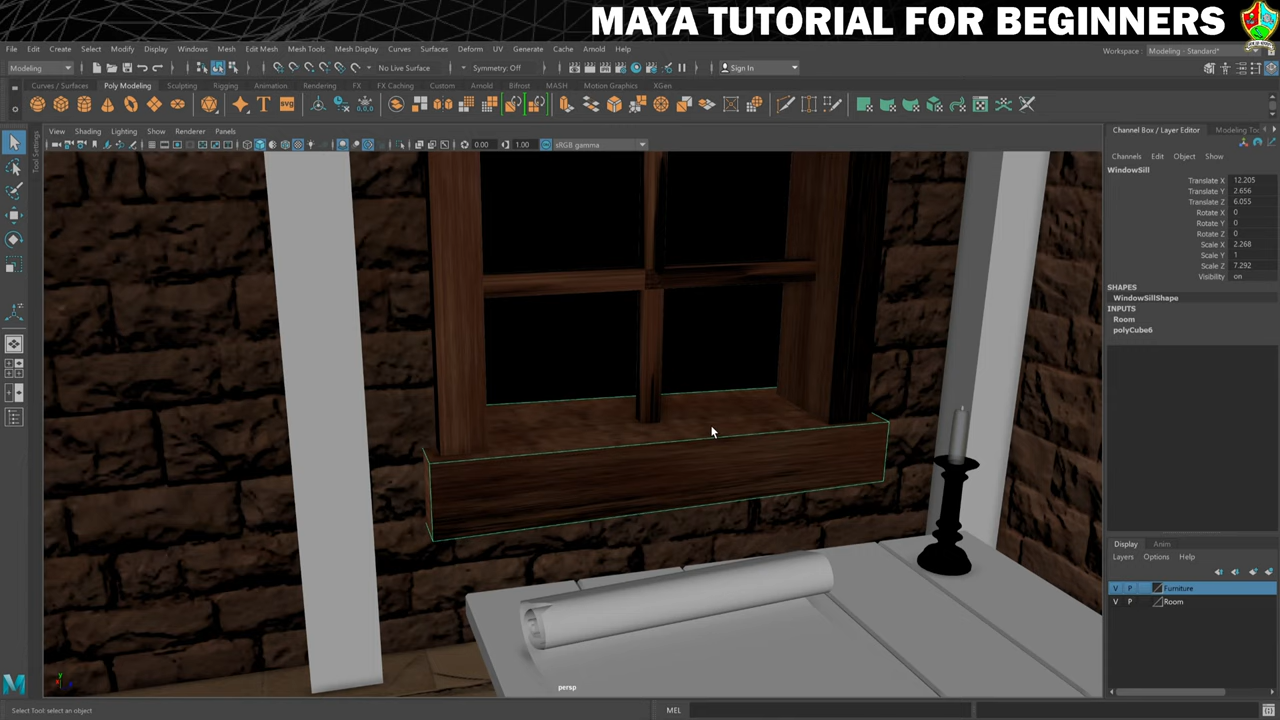 MAYA TUTORIAL FOR BEGINNERS
File Edit Create Select Modify Display Windows Mesh Edit Mesh Mesh Tools Mesh Display Curves Surfaces Deform UV Generate Cache Arnold Help
Workspace: Modeling - Standard*
Modeling No Live Surface Symmetry: Off Sign In
Curves / Surfaces Poly Modeling Sculpting Rigging Animation Rendering FX FX Caching Custom Arnold Bifrost MASH Motion Graphics XGen
View Shading Lighting Show Renderer Panels
0.00 1.00 sRGB gamma
Tool Settings
Channel Box / Layer Editor Modeling To
Channels Edit Object Show
WindowSill
Translate X 12.205
Translate Y 2.656
Translate Z 6.055
Rotate X 0
Rotate Y 0
Rotate Z 0
Scale X 2.268
Scale Y 1
Scale Z 7.292
Visibility on
SHAPES
WindowSillShape
INPUTS
Room
polyCube6
Display Anim
Layers Options Help
V P Furniture
V P Room
persp
Select Tool: select an object
MEL